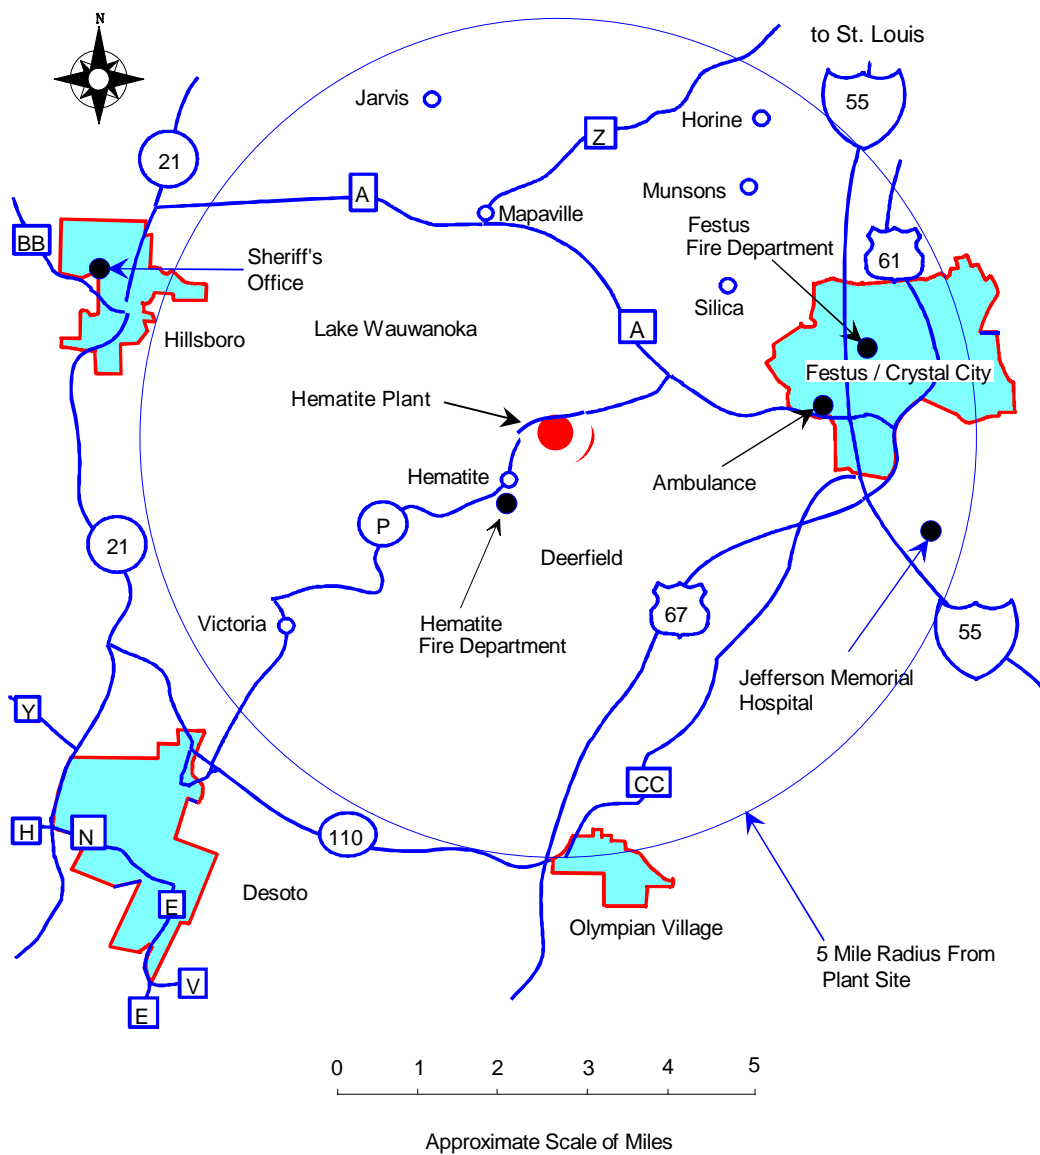 N
to St. Louis
55
Jarvis
Horine
Z
21
A
Munsons
Mapaville
Festus
Fire Department
BB
61
Sheriff's
Office
Silica
Lake Wauwanoka
A
Hillsboro
Festus / Crystal City
Hematite Plant
Hematite
Ambulance
P
21
Deerfield
67
Victoria
Hematite
Fire Department
55
Jefferson Memorial
Hospital
Y
CC
H
N
110
Desoto
E
Olympian Village
5 Mile Radius From
Plant Site
V
E
0 1 2 3 4 5
Approximate Scale of Miles